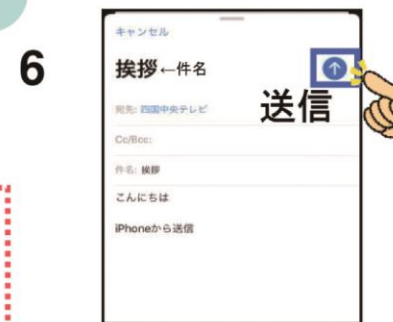 6
キャンセル
挨拶←件名
送信
宛先: 四国中央テレビ
Cc/Bcc:
件名: 挨拶
こんにちは
iPhoneから送信